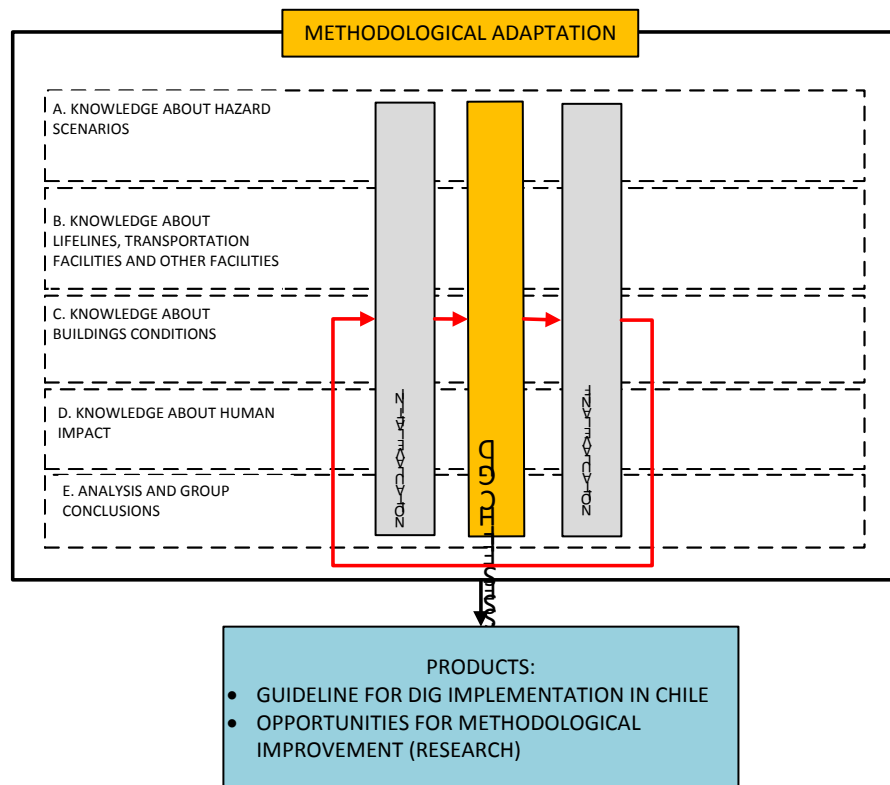 METHODOLOGICAL ADAPTATION
A. KNOWLEDGE ABOUT HAZARD
SCENARIOS
B. KNOWLEDGE ABOUT
LIFELINES, TRANSPORTATION
FACILITIES AND OTHER FACILITIES
C. KNOWLEDGE ABOUT
BUILDINGS CONDITIONS
D. KNOWLEDGE ABOUT HUMAN
IMPACT
E. ANALYSIS AND GROUP
CONCLUSIONS
PRODUCTS:
• GUIDELINE FOR DIG IMPLEMENTATION IN CHILE
• OPPORTUNITIES FOR METHODOLOGICAL
IMPROVEMENT (RESEARCH)